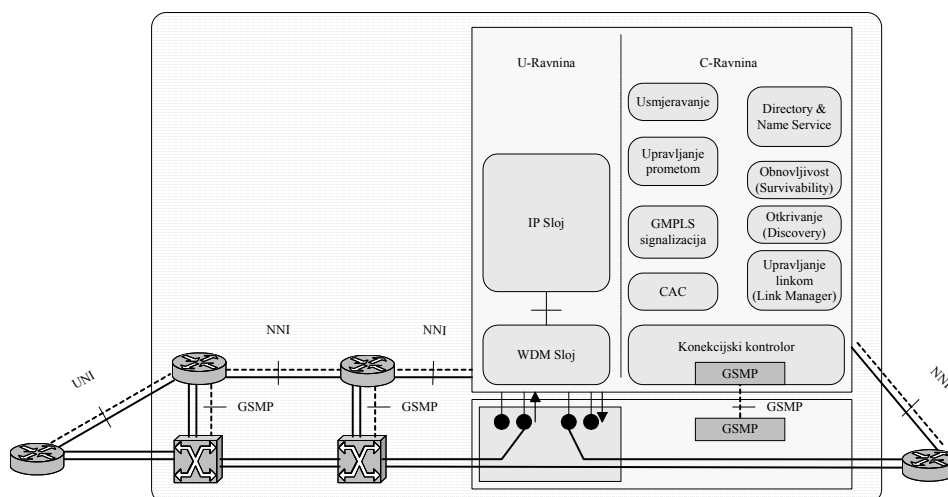 U-Ravnina
C-Ravnina
Usmjeravanje
Directory &
Name Service
Upravljanje
prometom
Obnovljivost
(Survivability)
IP Sloj
GMPLS
signalizacija
Otkrivanje
(Discovery)
Upravljanje
linkom
(Link Manager)
CAC
NNI
NNI
WDM Sloj
Konekcijski kontrolor
GSMP
UNI
NNI
GSMP
GSMP
GSMP
GSMP